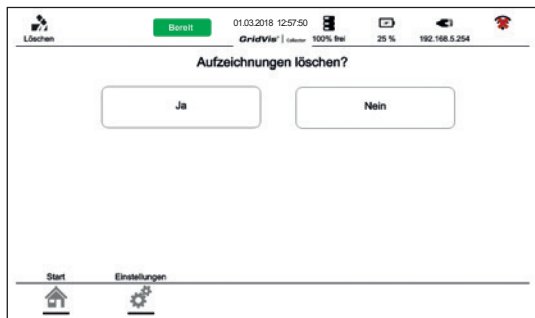 Bereit
01.03.2018 12:57:50
Löschen
GridVis® | Collector
100% frei
25 %
192.168.5.254
Aufzeichnungen löschen?
Ja
Nein
Start
Einstellungen